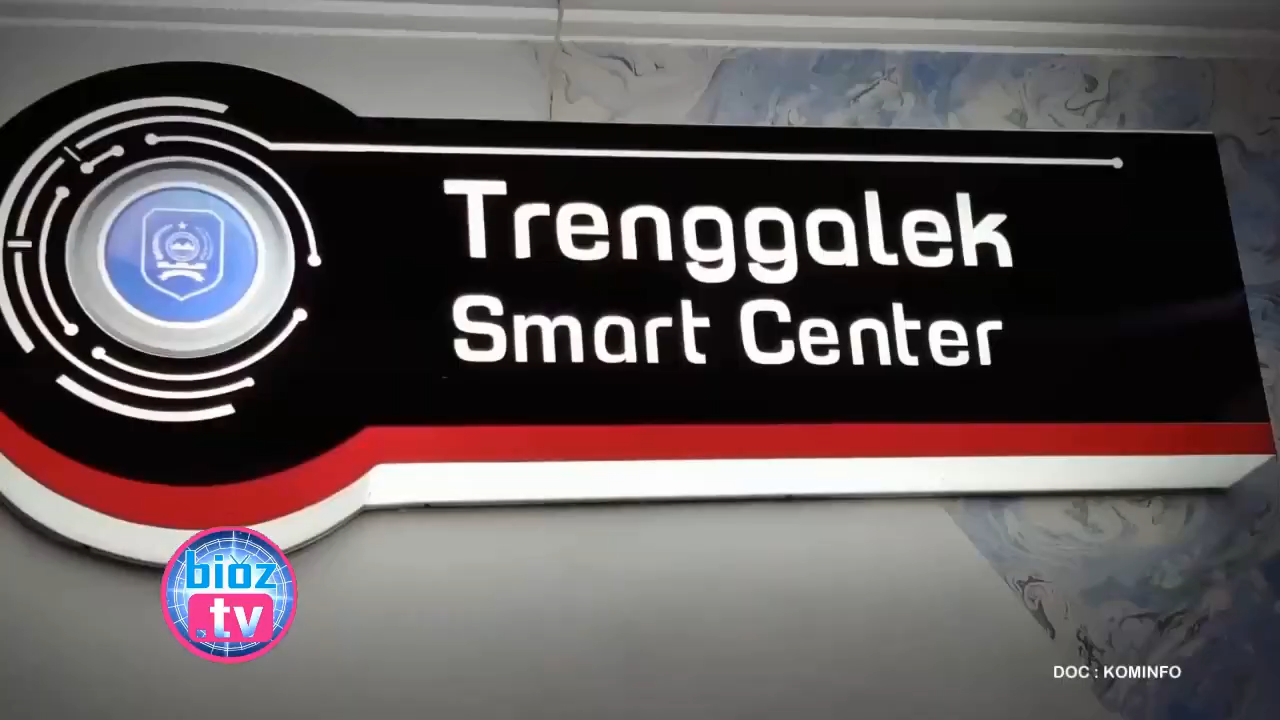 Trenggalek
Smart Center
bioz
.tv
DOC : KOMINFO